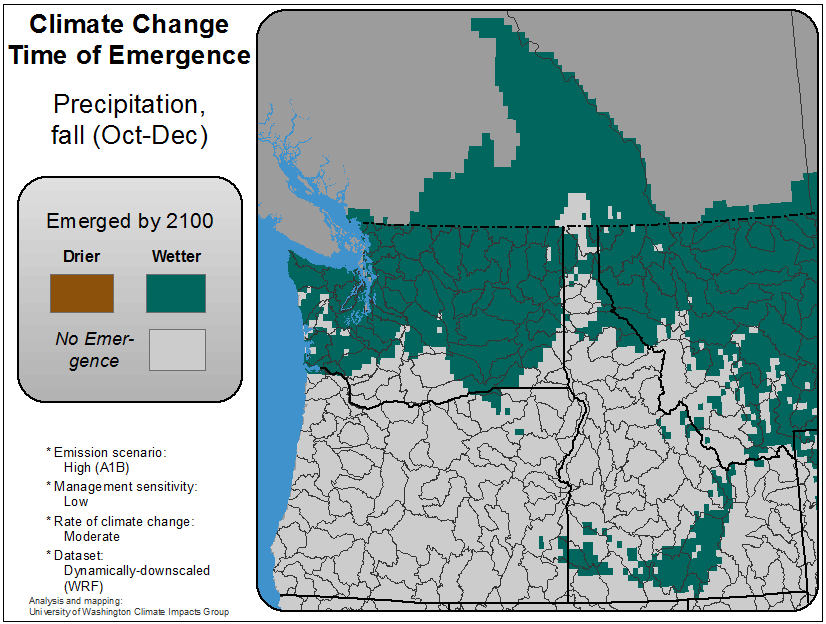 Climate Change
Time of Emergence
Precipitation,
fall (Oct-Dec)
Emerged by 2100
Drier Wetter
No Emer-
gence
* Emission scenario:
High (A1B)
* Management sensitivity:
Low
* Rate of climate change:
Moderate
* Dataset:
Dynamically-downscaled
(WRF)
Analysis and mapping:
University of Washington Climate Impacts Group